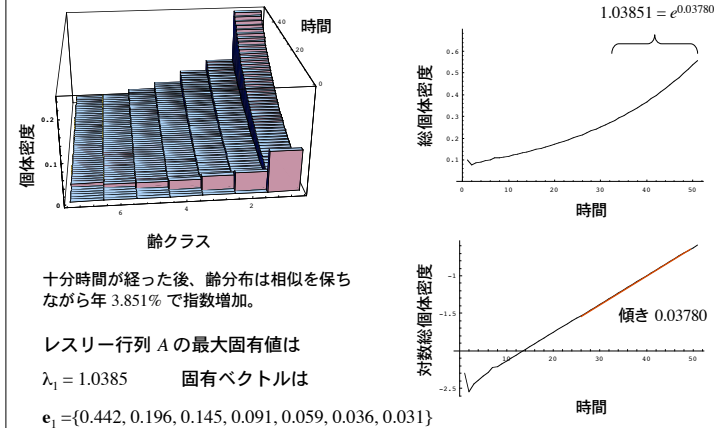 時間
40
20
0
0.2
0.1
0
個体密度
6
4
2
齢クラス
1.03851 = e^0.03780
0.6
0.5
0.4
0.3
0.2
0.1
総個体密度
0
10
20
30
40
50
時間
十分時間が経った後、齢分布は相似を保ち
ながら年 3.851% で指数増加。
レスリー行列 A の最大固有値は
λ₁ = 1.0385 固有ベクトルは
e₁ ={0.442, 0.196, 0.145, 0.091, 0.059, 0.036, 0.031}
対数総個体密度
-1
-1.5
-2
-2.5
10
20
30
40
50
傾き 0.03780
時間